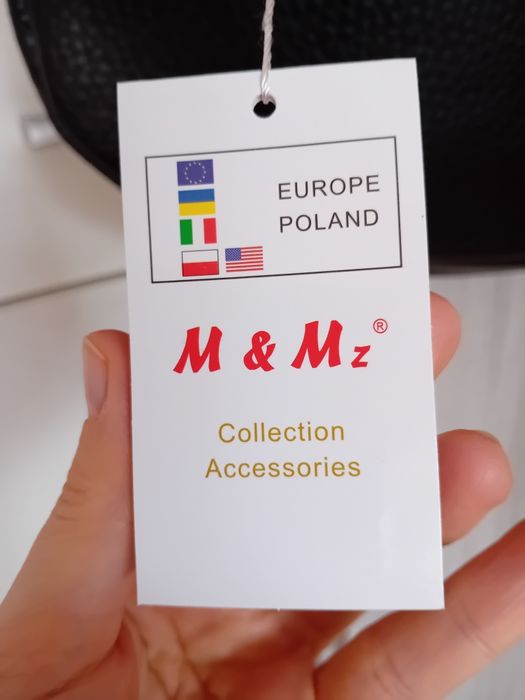 EUROPE
POLAND
M & Mz ®
Collection
Accessories